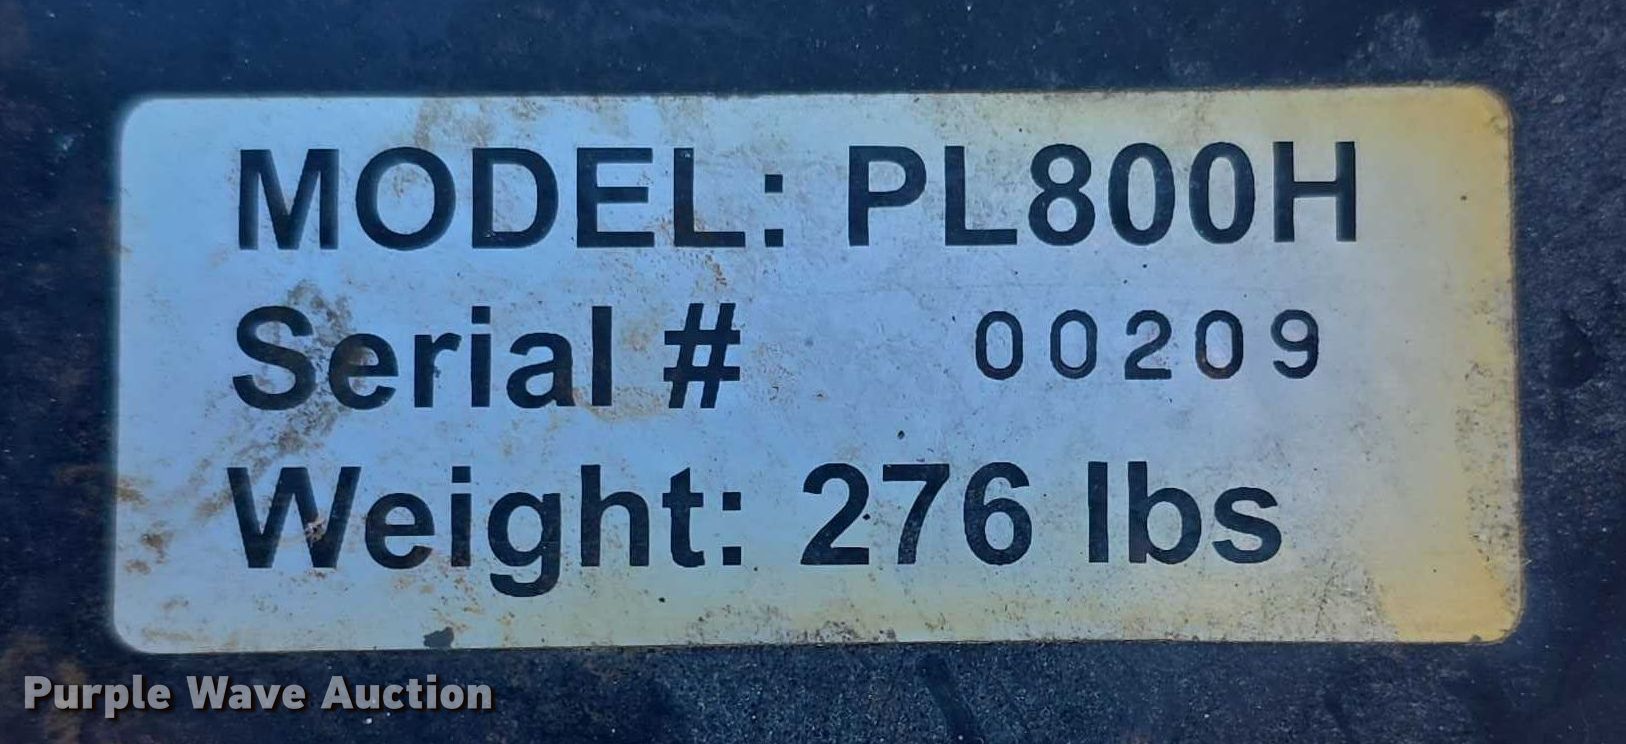 MODEL: PL800H
Serial # 00209
Weight: 276 lbs
Purple Wave Auction